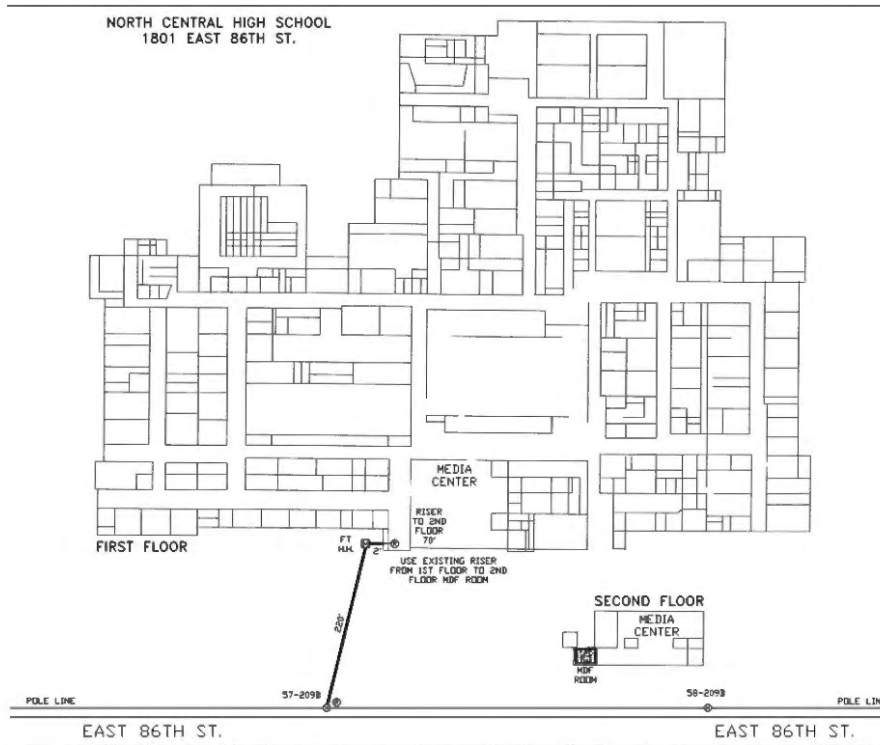 NORTH CENTRAL HIGH SCHOOL
1801 EAST 86TH ST.
MEDIA
CENTER
RISER
TO 2ND
FLOOR
70'
FIRST FLOOR
FT
H.H.
2'
USE EXISTING RISER
FROM 1ST FLOOR TO 2ND
FLOOR MDF ROOM
220'
SECOND FLOOR
MEDIA
CENTER
MDF
ROOM
57-209B
58-209B
POLE LINE
POLE LIN
EAST 86TH ST.
EAST 86TH ST.